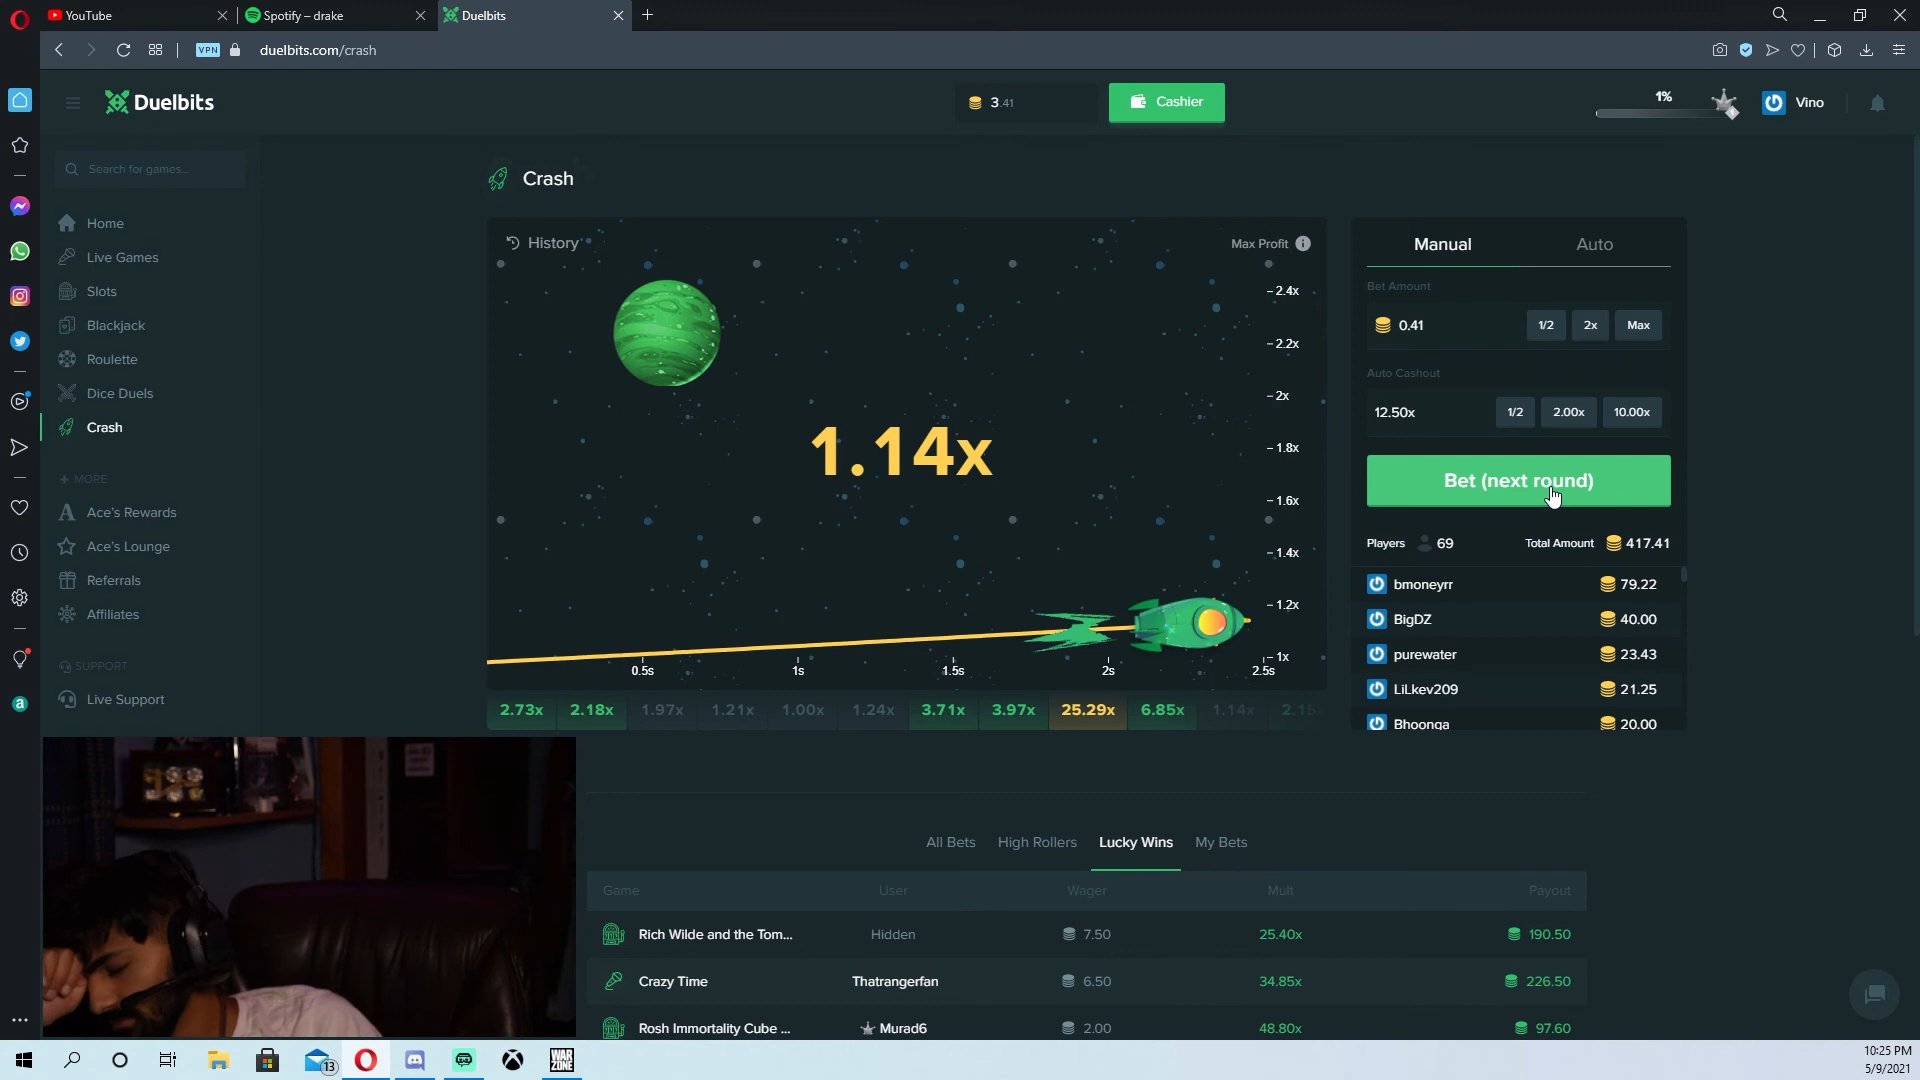 YouTube
Spotify – drake
Duelbits
VPN
duelbits.com/crash
Duelbits
3.41
Cashier
1%
Vino
Search for games...
Home
Live Games
Slots
Blackjack
Roulette
Dice Duels
Crash
+ MORE
Ace's Rewards
Ace's Lounge
Referrals
Affiliates
SUPPORT
Live Support
Crash
History
Max Profit
2.4x
2.2x
2x
1.8x
1.6x
1.4x
1.2x
1x
1.14x
0.5s 1s 1.5s 2s 2.5s
2.73x 2.18x 1.97x 1.21x 1.00x 1.24x 3.71x 3.97x 25.29x 6.85x 1.14x
Manual Auto
Bet Amount
0.41 1/2 2x Max
Auto Cashout
12.50x 1/2 2.00x 10.00x
Bet (next round)
Players 69 Total Amount 417.41
bmoneyrr 79.22
BigDZ 40.00
purewater 23.43
LiLkev209 21.25
Bhoonga 20.00
All Bets High Rollers Lucky Wins My Bets
Game User Wager Mult Payout
Rich Wilde and the Tom... Hidden 7.50 25.40x 190.50
Crazy Time Thatrangerfan 6.50 34.85x 226.50
Rosh Immortality Cube ... Murad6 2.00 48.80x 97.60
13
WAR
ZONE
10:25 PM
5/9/2021